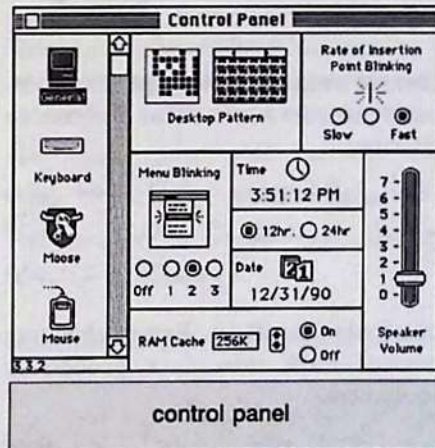 Control Panel
General
Keyboard
Moose
Mouse
3.3.2
Desktop Pattern
Rate of Insertion
Point Blinking
Slow Fast
Menu Blinking
Off 1 2 3
Time
3:51:12 PM
12hr. 24hr
Date
21
12/31/90
7
6
5
4
3
2
1
0
Speaker
Volume
RAM Cache 256K On
Off
control panel